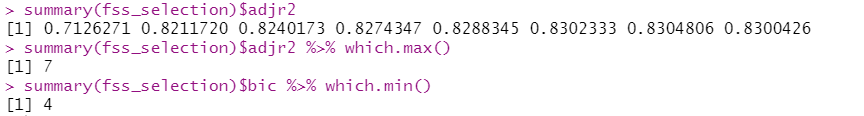 > summary(fss_selection)$adjr2
[1] 0.7126271 0.8211720 0.8240173 0.8274347 0.8288345 0.8302333 0.8304806 0.8300426
> summary(fss_selection)$adjr2 %>% which.max()
[1] 7
> summary(fss_selection)$bic %>% which.min()
[1] 4